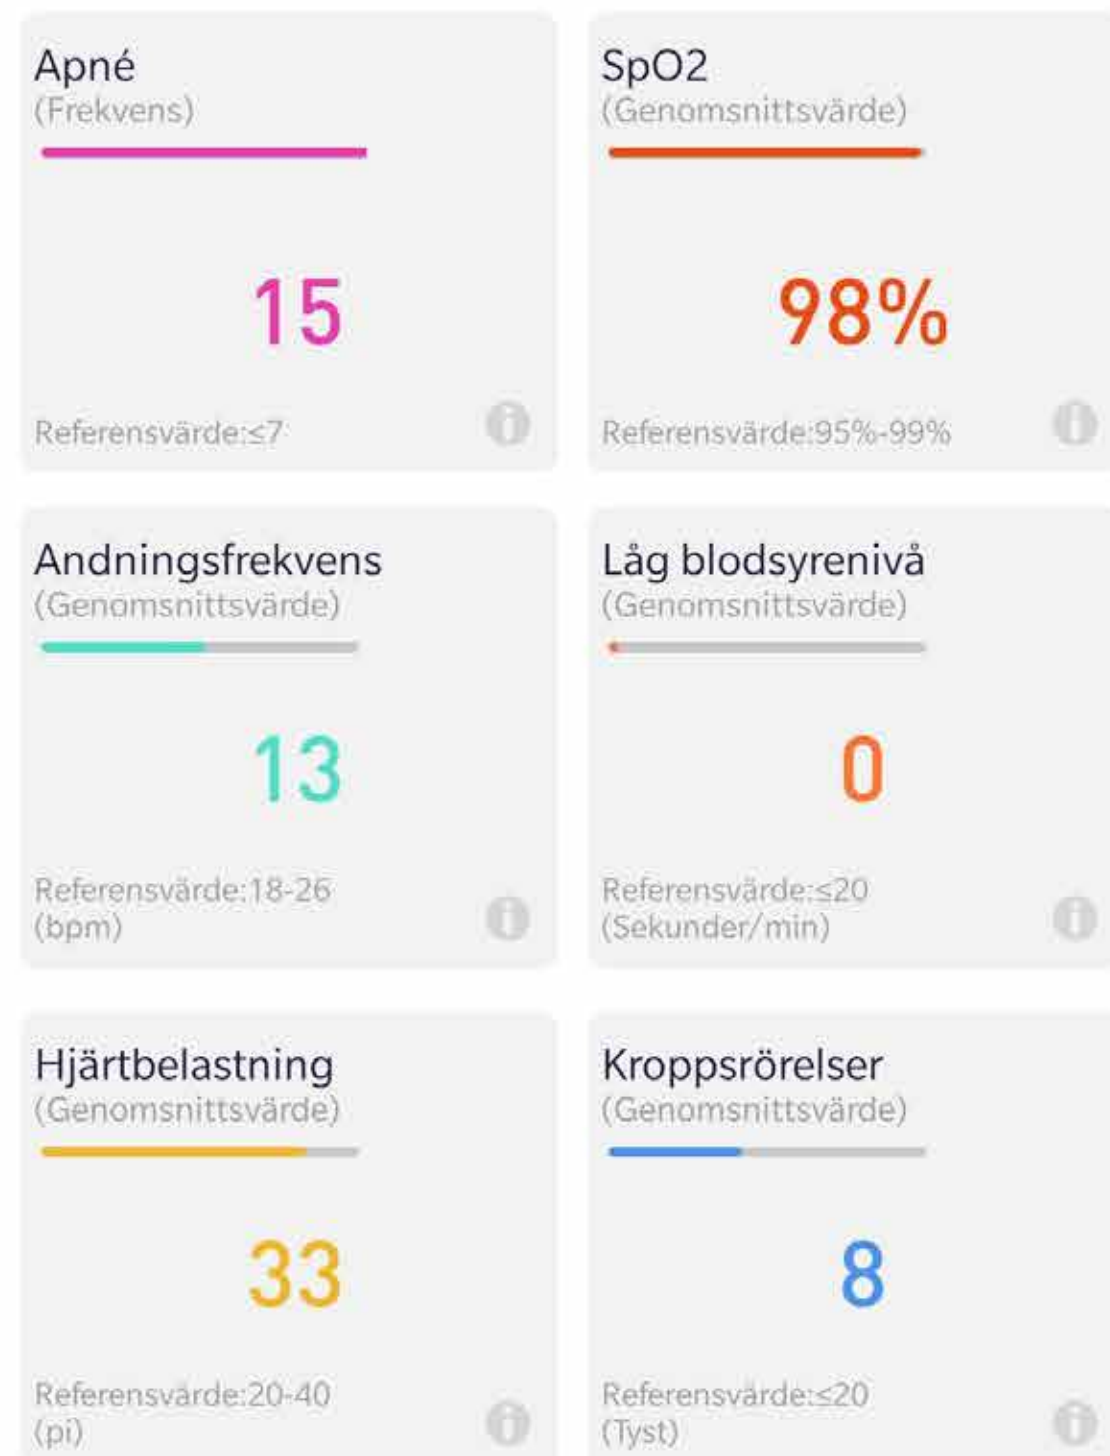 Apné
(Frekvens)
15
Referensvärde:≤7
SpO2
(Genomsnittsvärde)
98%
Referensvärde:95%-99%
Andningsfrekvens
(Genomsnittsvärde)
13
Referensvärde:18-26
(bpm)
Låg blodsyrenivå
(Genomsnittsvärde)
0
Referensvärde:≤20
(Sekunder/min)
Hjärtbelastning
(Genomsnittsvärde)
33
Referensvärde:20-40
(pi)
Kroppsrörelser
(Genomsnittsvärde)
8
Referensvärde:≤20
(Tyst)